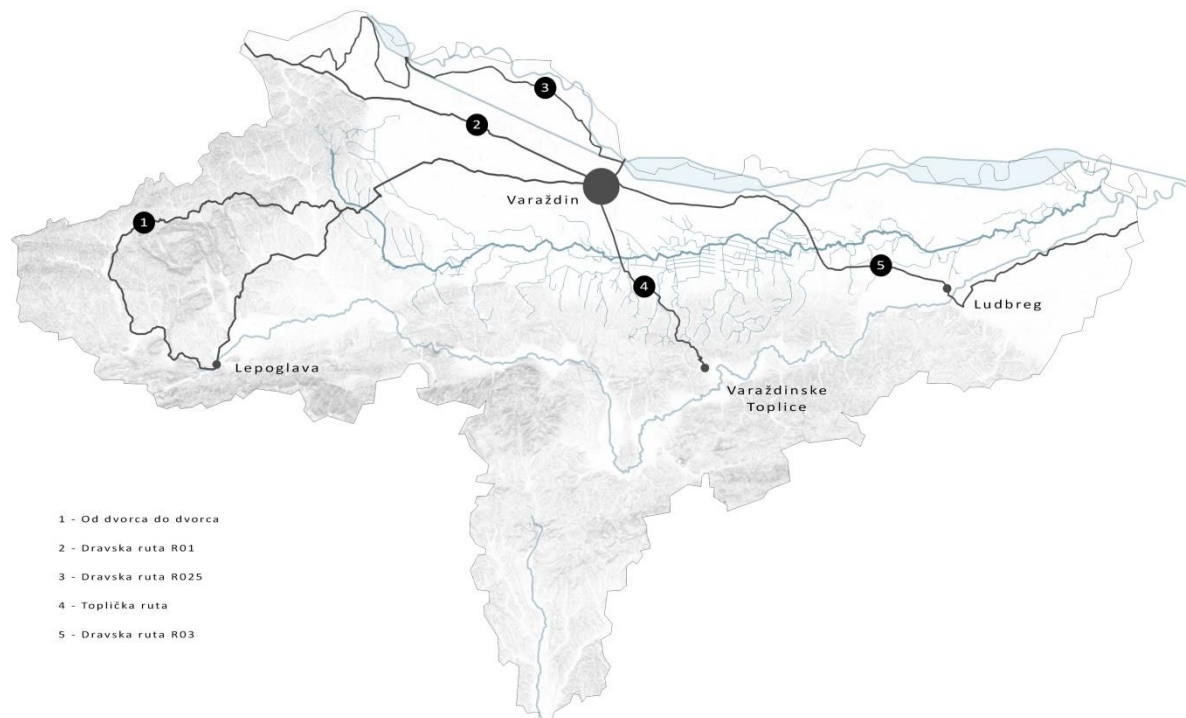 3
2
Varaždin
1
5
4
Ludbreg
Lepoglava
Varaždinske
Toplice
1 - Od dvorca do dvorca
2 - Dravska ruta R01
3 - Dravska ruta R025
4 - Toplička ruta
5 - Dravska ruta R03